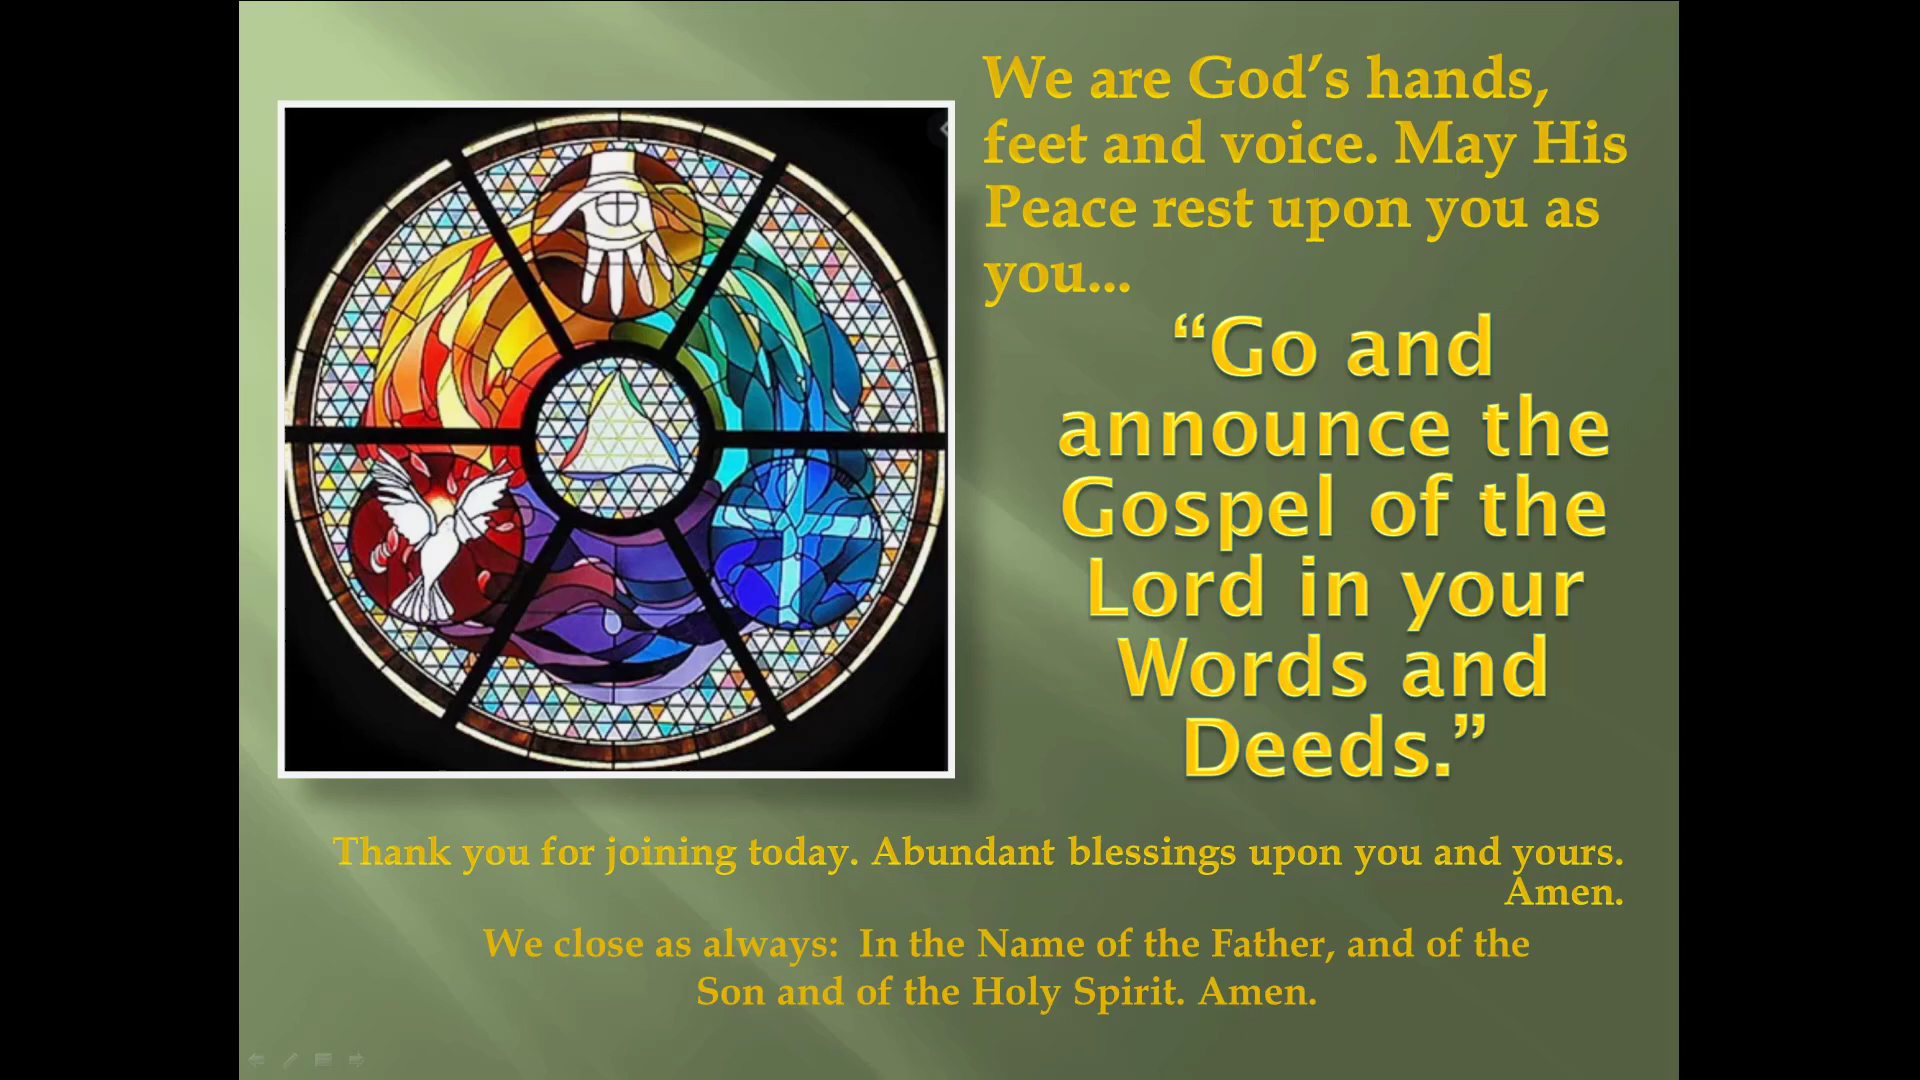 We are God’s hands,
feet and voice. May His
Peace rest upon you as
you...
“Go and
announce the
Gospel of the
Lord in your
Words and
Deeds.”
Thank you for joining today. Abundant blessings upon you and yours.
Amen.
We close as always:  In the Name of the Father, and of the
Son and of the Holy Spirit. Amen.